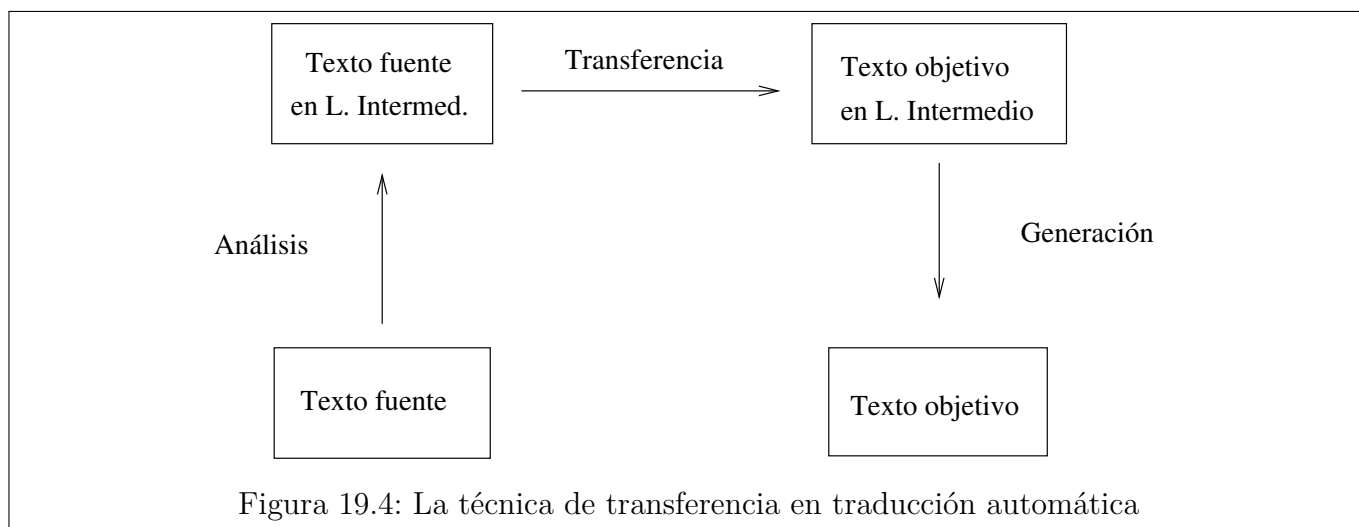 Texto fuente
en L. Intermed.
Transferencia
Texto objetivo
en L. Intermedio
Análisis
Generación
Texto fuente
Texto objetivo
Figura 19.4: La técnica de transferencia en traducción automática